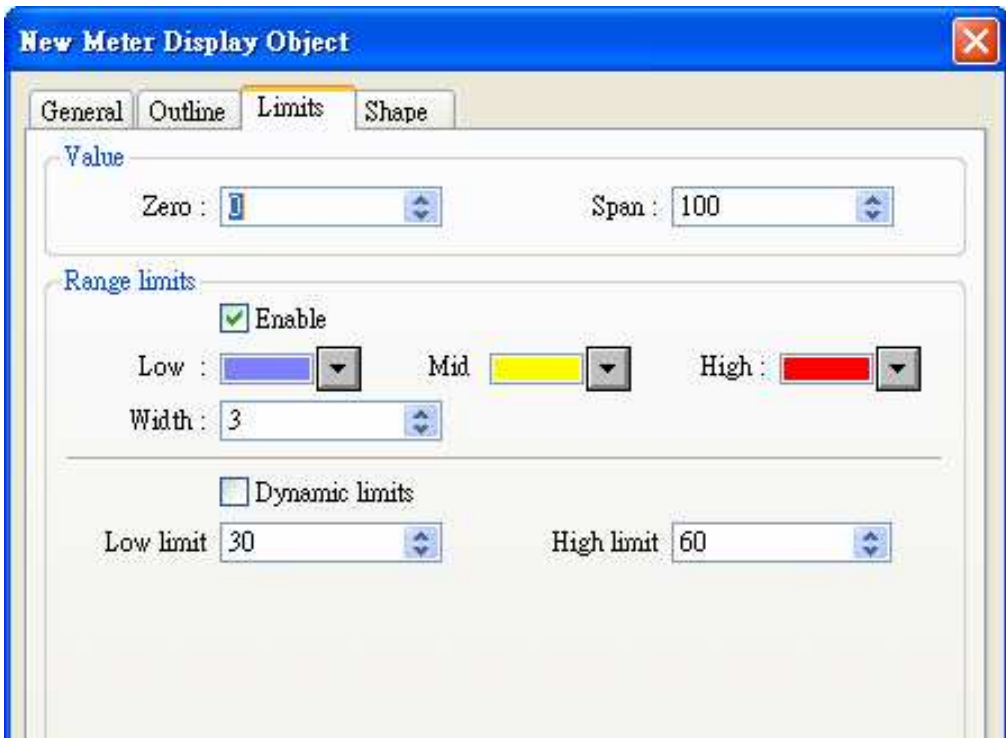 New Meter Display Object
General Outline Limits Shape
Value
Zero : 0 Span : 100
Range limits
Enable
Low : Mid High :
Width : 3
Dynamic limits
Low limit 30 High limit 60